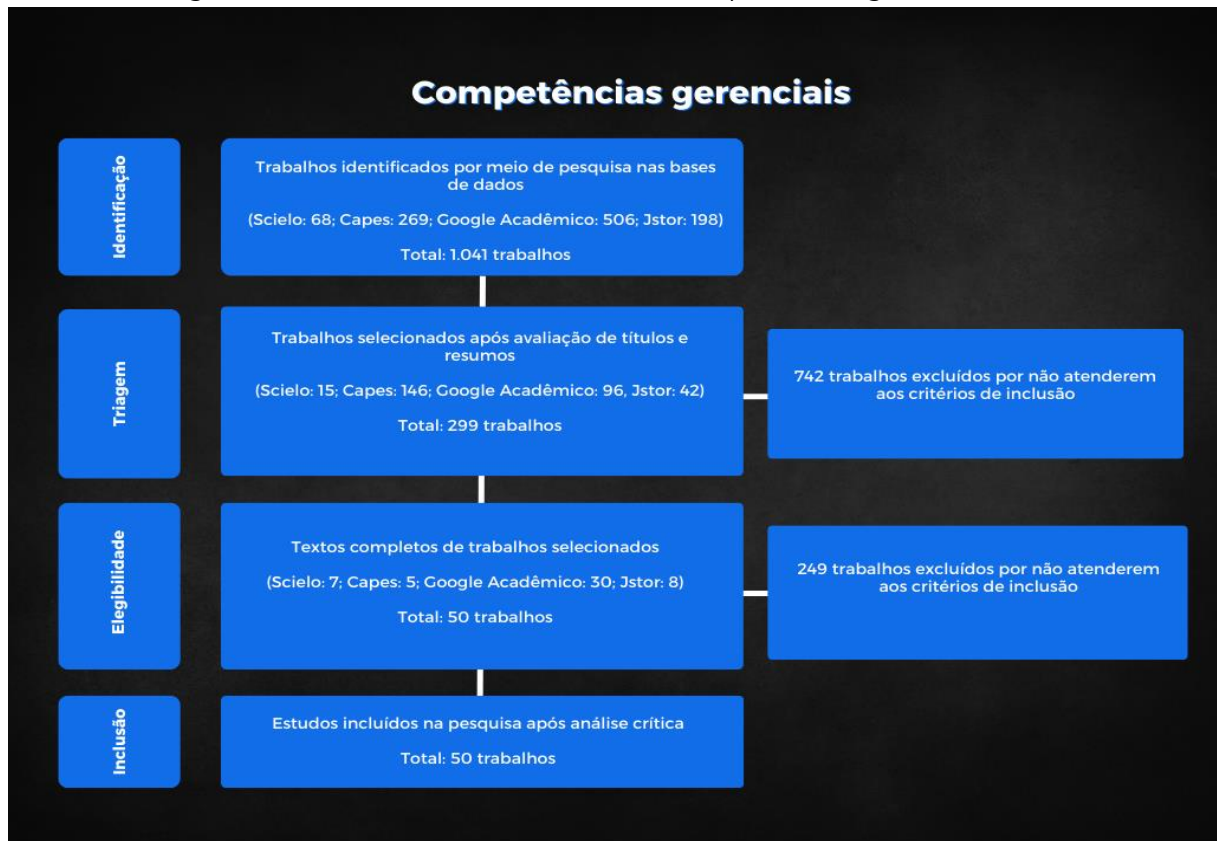 Competências gerenciais
Identificação
Trabalhos identificados por meio de pesquisa nas bases
de dados
(Scielo: 68; Capes: 269; Google Acadêmico: 506; Jstor: 198)
Total: 1.041 trabalhos
Triagem
Trabalhos selecionados após avaliação de títulos e
resumos
(Scielo: 15; Capes: 146; Google Acadêmico: 96, Jstor: 42)
Total: 299 trabalhos
742 trabalhos excluídos por não atenderem
aos critérios de inclusão
Elegibilidade
Textos completos de trabalhos selecionados
(Scielo: 7; Capes: 5; Google Acadêmico: 30; Jstor: 8)
Total: 50 trabalhos
249 trabalhos excluídos por não atenderem
aos critérios de inclusão
Inclusão
Estudos incluídos na pesquisa após análise crítica
Total: 50 trabalhos